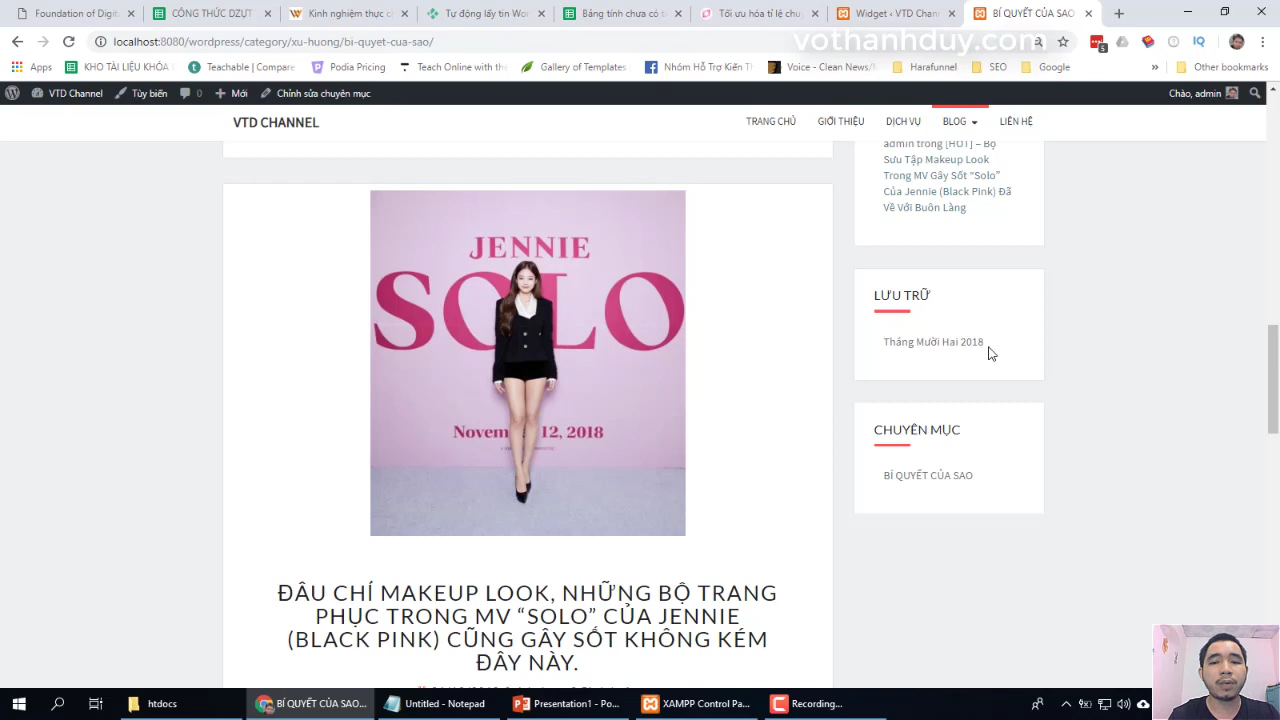 Foundation of Digit
CÔNG THỨC DZỰT
Kinh nghiệm thực c
Tự động lấy tin Wo
Bảng tính chưa có t
Tối ưu hóa tỉ lệ chuy
Widget ‹ VTD Chan
BÍ QUYẾT CỦA SAO
localhost:8080/wordpress/category/xu-huong/bi-quyet-cua-sao/
vothanhduy.com
5
IQ
Apps
KHO TÀI LIỆU KHÓA
Teachable | Compare
Podia Pricing
Teach Online with the
Gallery of Templates
Nhóm Hỗ Trợ Kiến Th
Voice - Clean News/M
Harafunnel
SEO
Google
»
Other bookmarks
VTD Channel
Tùy biến
0
Mới
Chỉnh sửa chuyên mục
Chào, admin
VTD CHANNEL
TRANG CHỦ
GIỚI THIỆU
DỊCH VỤ
BLOG
LIÊN HỆ
admin trong [HOT] – Bộ
Sưu Tập Makeup Look
Trong MV Gây Sốt “Solo”
Của Jennie (Black Pink) Đã
Về Với Buôn Làng
JENNIE
SOLO
LƯU TRỮ
Tháng Mười Hai 2018
CHUYÊN MỤC
BÍ QUYẾT CỦA SAO
ĐÂU CHỈ MAKEUP LOOK, NHỮNG BỘ TRANG
PHỤC TRONG MV “SOLO” CỦA JENNIE
(BLACK PINK) CŨNG GÂY SỐT KHÔNG KÉM
ĐÂY NÀY.
htdocs
BÍ QUYẾT CỦA SAO...
Untitled - Notepad
Presentation1 - Po...
XAMPP Control Pa...
Recording...